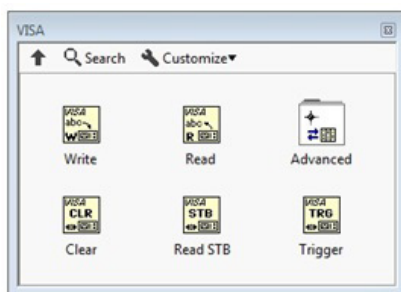 VISA
Search Customize
VISA abc W VISA abc R
Write Read Advanced
VISA CLR VISA STB VISA TRG
Clear Read STB Trigger